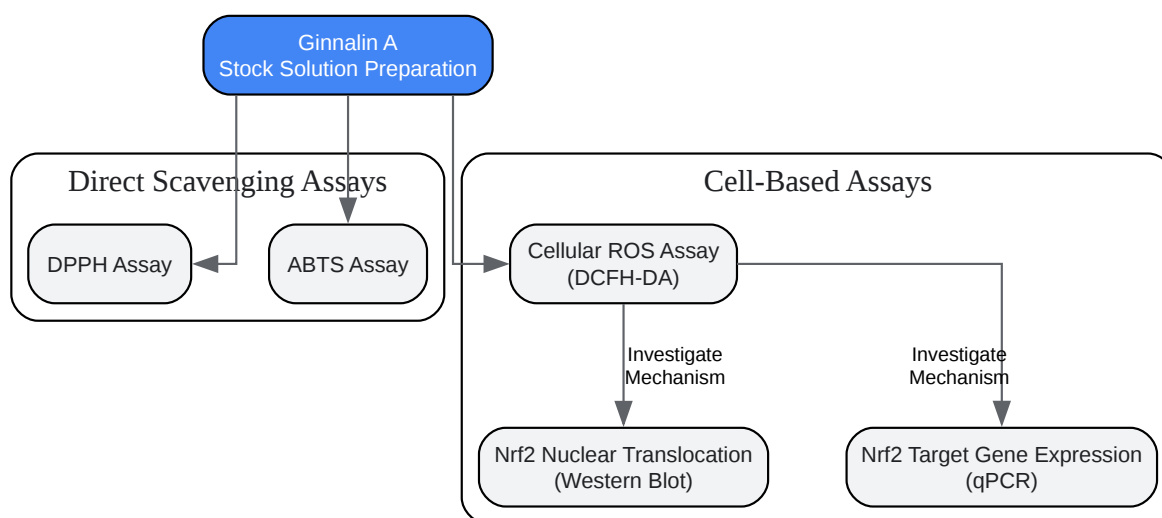 Ginnalin A
Stock Solution Preparation
Direct Scavenging Assays
Cell-Based Assays
DPPH Assay
ABTS Assay
Cellular ROS Assay
(DCFH-DA)
Investigate
Mechanism
Investigate
Mechanism
Nrf2 Nuclear Translocation
(Western Blot)
Nrf2 Target Gene Expression
(qPCR)